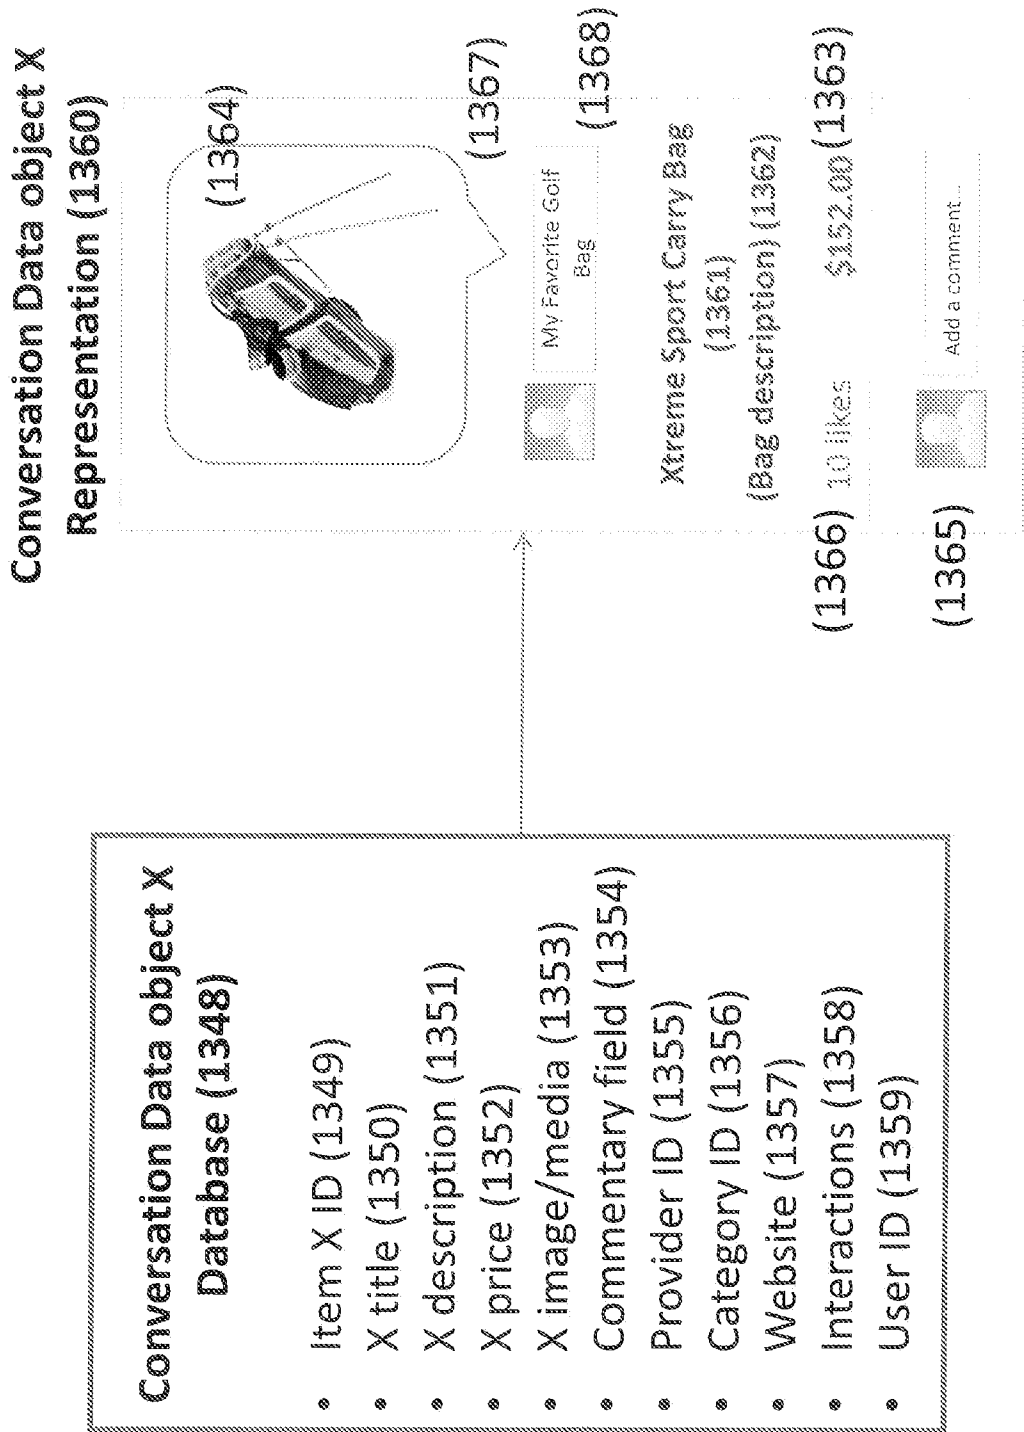 Conversation Data object X
Database (1348)
• Item X ID (1349)
• X title (1350)
• X description (1351)
• X price (1352)
• X image/media (1353)
• Commentary field (1354)
• Provider ID (1355)
• Category ID (1356)
• Website (1357)
• Interactions (1358)
• User ID (1359)
Conversation Data object X
Representation (1360)
(1364)
(1367)
My Favorite Golf
Bag
(1368)
Xtreme Sport Carry Bag
(1361)
(Bag description) (1362)
(1366) 10 likes $152.00 (1363)
(1365) Add a comment...